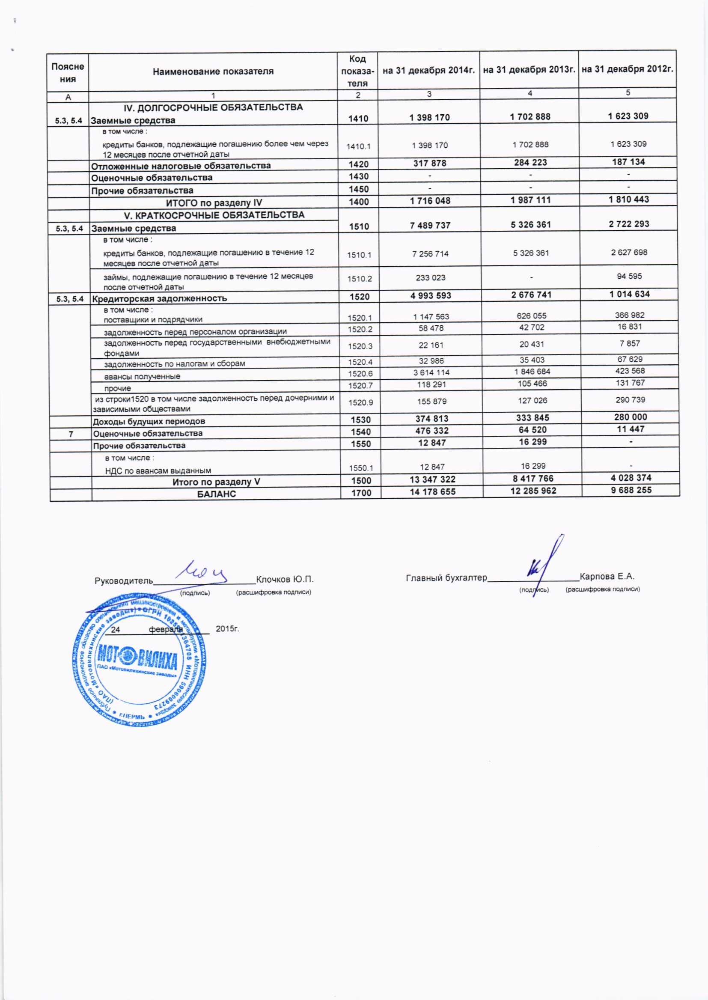 Поясне
ния
Наименование показателя
Код
показа-
теля
на 31 декабря 2014г.
на 31 декабря 2013г.
на 31 декабря 2012г.
А 1 2 3 4 5
IV. ДОЛГОСРОЧНЫЕ ОБЯЗАТЕЛЬСТВА
5.3, 5.4 Заемные средства 1410 1 398 170 1 702 888 1 623 309
в том числе :
кредиты банков, подлежащие погашению более чем через
12 месяцев после отчетной даты 1410.1 1 398 170 1 702 888 1 623 309
Отложенные налоговые обязательства 1420 317 878 284 223 187 134
Оценочные обязательства 1430 - - -
Прочие обязательства 1450 - - -
ИТОГО по разделу IV 1400 1 716 048 1 987 111 1 810 443
V. КРАТКОСРОЧНЫЕ ОБЯЗАТЕЛЬСТВА
5.3, 5.4 Заемные средства 1510 7 489 737 5 326 361 2 722 293
в том числе :
кредиты банков, подлежащие погашению в течение 12
месяцев после отчетной даты 1510.1 7 256 714 5 326 361 2 627 698
займы, подлежащие погашению в течение 12 месяцев
после отчетной даты 1510.2 233 023 - 94 595
5.3, 5.4 Кредиторская задолженность 1520 4 993 593 2 676 741 1 014 634
в том числе :
поставщики и подрядчики 1520.1 1 147 563 626 055 366 982
задолженность перед персоналом организации 1520.2 58 478 42 702 16 831
задолженность перед государственными внебюджетными
фондами 1520.3 22 161 20 431 7 857
задолженность по налогам и сборам 1520.4 32 986 35 403 67 629
авансы полученные 1520.6 3 614 114 1 846 684 423 568
прочие 1520.7 118 291 105 466 131 767
из строки1520 в том числе задолженность перед дочерними и
зависимыми обществами 1520.9 155 879 127 026 290 739
Доходы будущих периодов 1530 374 813 333 845 280 000
7 Оценочные обязательства 1540 476 332 64 520 11 447
Прочие обязательства 1550 12 847 16 299 -
в том числе :
НДС по авансам выданным 1550.1 12 847 16 299 -
Итого по разделу V 1500 13 347 322 8 417 766 4 028 374
БАЛАНС 1700 14 178 655 12 285 962 9 688 255
Руководитель Клочков Ю.П. Главный бухгалтер Карпова Е.А.
(подпись) (расшифровка подписи) (подпись) (расшифровка подписи)
24 февраля 2015г.
Публичное акционерное общество специального машиностроения и металлургии «Мотовилихинские заводы»
(ПАО «Мотовилихинские заводы») * ОГРН ИНН 5906009273
МОТОВИЛИХА
ПАО «Мотовилихинские заводы»
г.ПЕРМЬ